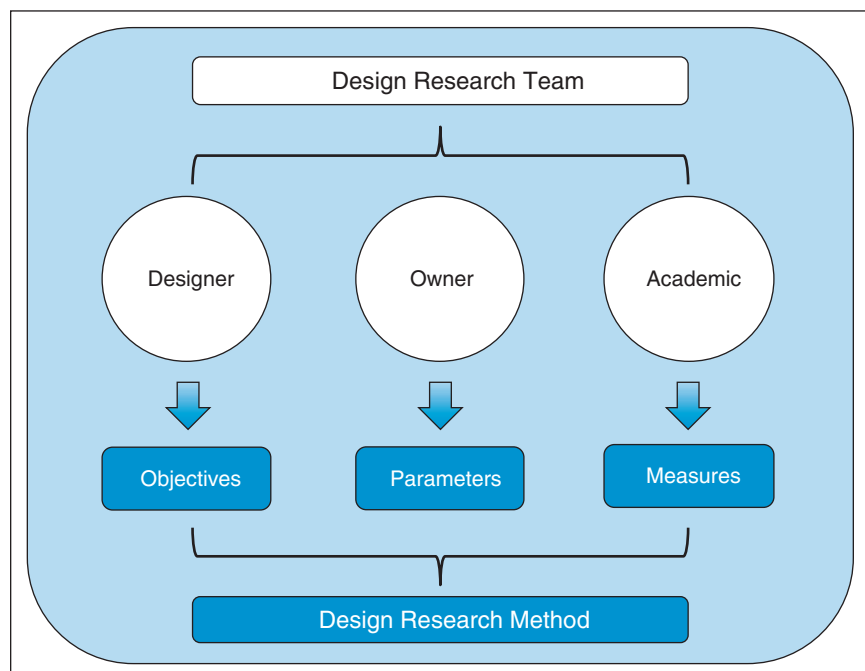 Design Research Team
Designer
Owner
Academic
Objectives
Parameters
Measures
Design Research Method